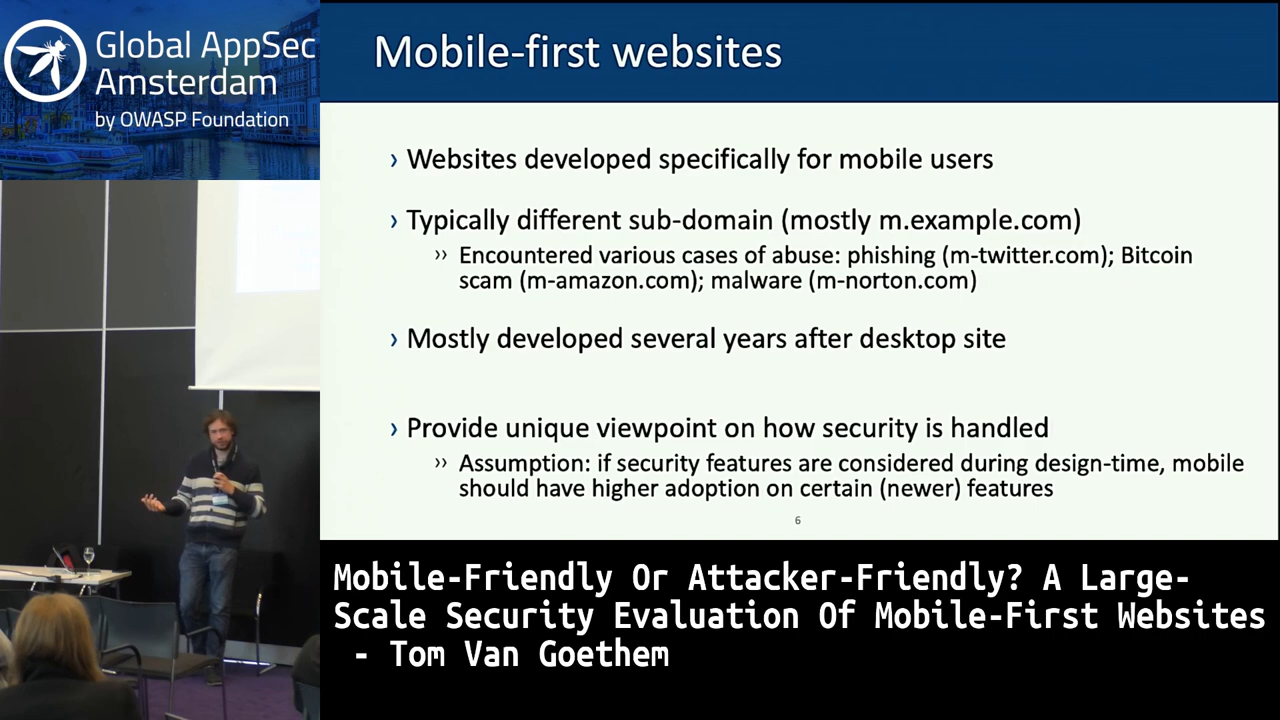 Global AppSec
Amsterdam
by OWASP Foundation
Mobile-first websites
› Websites developed specifically for mobile users
› Typically different sub-domain (mostly m.example.com)
›› Encountered various cases of abuse: phishing (m-twitter.com); Bitcoin
scam (m-amazon.com); malware (m-norton.com)
› Mostly developed several years after desktop site
› Provide unique viewpoint on how security is handled
›› Assumption: if security features are considered during design-time, mobile
should have higher adoption on certain (newer) features
6
Mobile-Friendly Or Attacker-Friendly? A Large-
Scale Security Evaluation Of Mobile-First Websites
- Tom Van Goethem